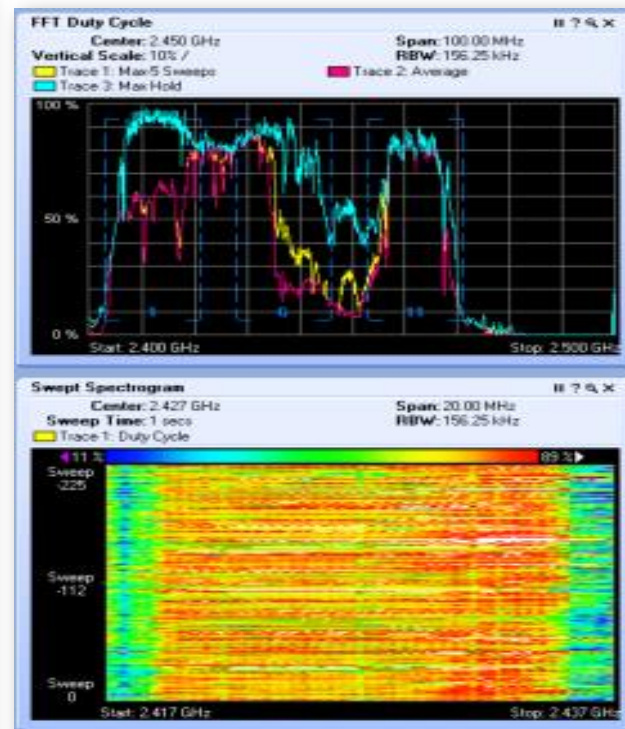 FFT Duty Cycle
Center: 2.450 GHz Span: 100.00 MHz
Vertical Scale: 10% / RBW: 156.25 kHz
Trace 1: Max-5 Sweeps Trace 2: Average
Trace 3: Max Hold
100 %
50 %
1 6 11
0 %
Start: 2.400 GHz Stop: 2.500 GHz
Swept Spectrogram
Center: 2.427 GHz Span: 20.00 MHz
Sweep Time: 1 secs RBW: 156.25 kHz
Trace 1: Duty Cycle
11 % 89 %
Sweep
-225
Sweep
-112
Sweep
0
Start: 2.417 GHz Stop: 2.437 GHz